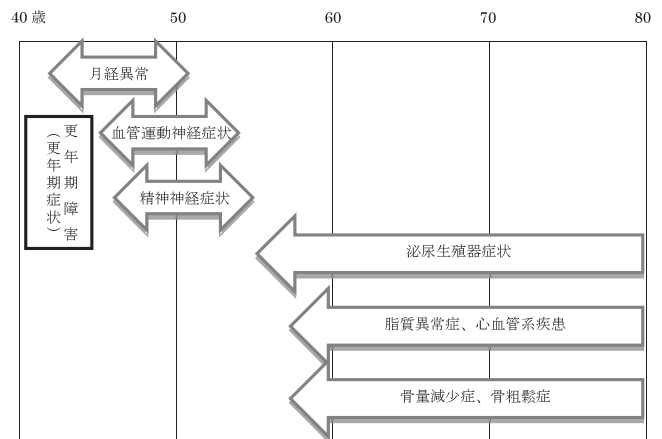 40 歳
50
60
70
80
月経異常
血管運動神経症状
更年期障害
（更年期症状）
精神神経症状
泌尿生殖器症状
脂質異常症、心血管系疾患
骨量減少症、骨粗鬆症